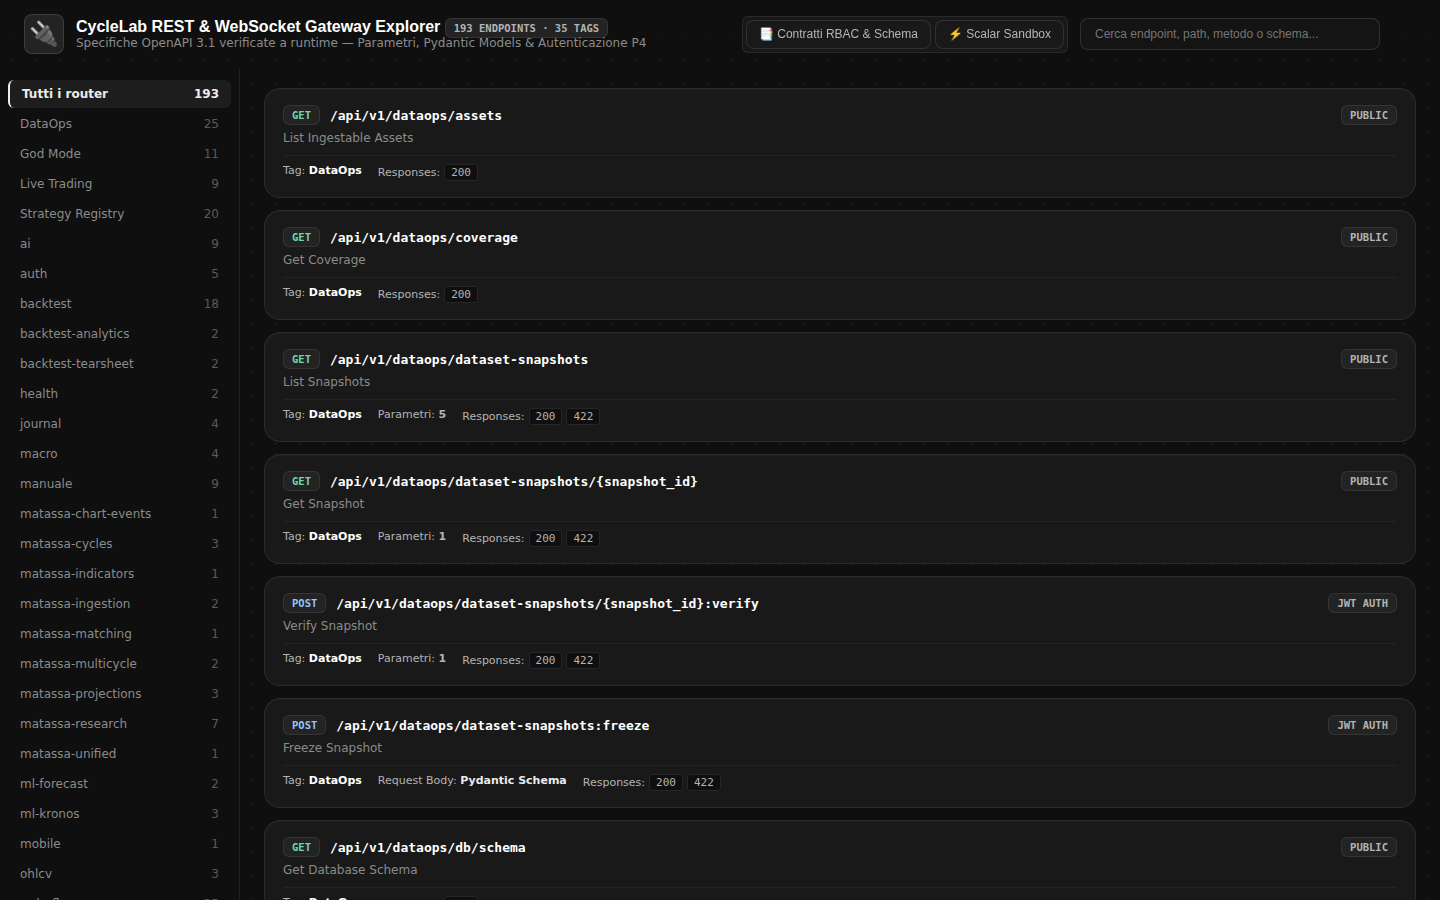 CycleLab REST & WebSocket Gateway Explorer 193 ENDPOINTS · 35 TAGS
Specifiche OpenAPI 3.1 verificate a runtime — Parametri, Pydantic Models & Autenticazione P4
📑 Contratti RBAC & Schema
⚡ Scalar Sandbox
Cerca endpoint, path, metodo o schema...
Tutti i router 193
DataOps 25
God Mode 11
Live Trading 9
Strategy Registry 20
ai 9
auth 5
backtest 18
backtest-analytics 2
backtest-tearsheet 2
health 2
journal 4
macro 4
manuale 9
matassa-chart-events 1
matassa-cycles 3
matassa-indicators 1
matassa-ingestion 2
matassa-matching 1
matassa-multicycle 2
matassa-projections 3
matassa-research 7
matassa-unified 1
ml-forecast 2
ml-kronos 3
mobile 1
ohlcv 3
GET /api/v1/dataops/assets PUBLIC
List Ingestable Assets
Tag: DataOps Responses: 200
GET /api/v1/dataops/coverage PUBLIC
Get Coverage
Tag: DataOps Responses: 200
GET /api/v1/dataops/dataset-snapshots PUBLIC
List Snapshots
Tag: DataOps Parametri: 5 Responses: 200 422
GET /api/v1/dataops/dataset-snapshots/{snapshot_id} PUBLIC
Get Snapshot
Tag: DataOps Parametri: 1 Responses: 200 422
POST /api/v1/dataops/dataset-snapshots/{snapshot_id}:verify JWT AUTH
Verify Snapshot
Tag: DataOps Parametri: 1 Responses: 200 422
POST /api/v1/dataops/dataset-snapshots:freeze JWT AUTH
Freeze Snapshot
Tag: DataOps Request Body: Pydantic Schema Responses: 200 422
GET /api/v1/dataops/db/schema PUBLIC
Get Database Schema